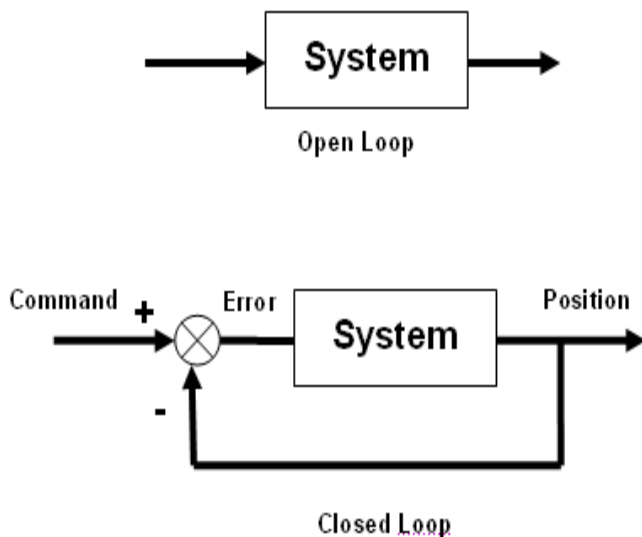 System
Open Loop
Command
+
Error
System
Position
-
Closed Loop